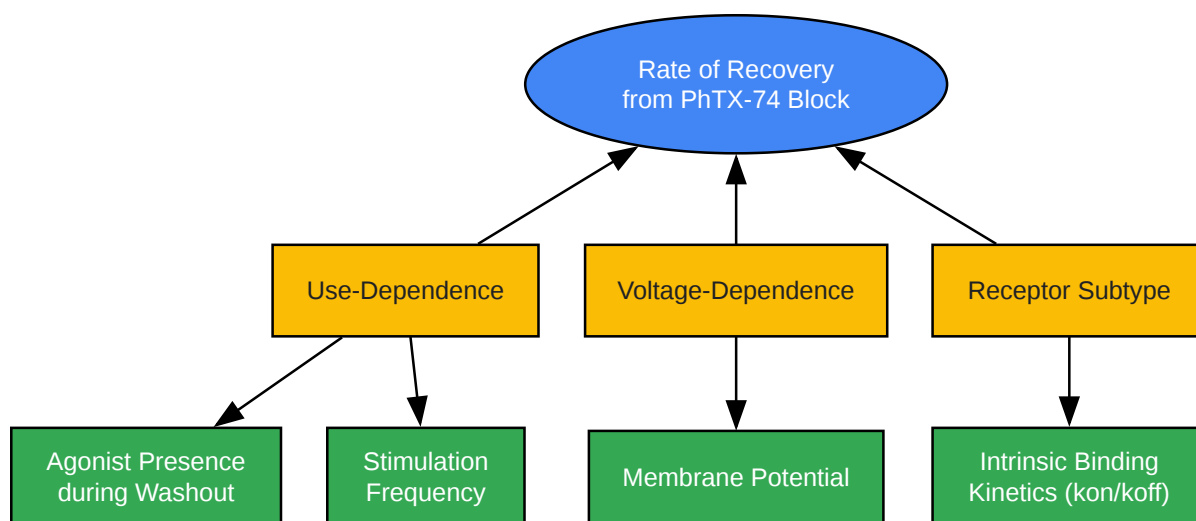 Rate of Recovery
from PhTX-74 Block
Use-Dependence
Voltage-Dependence
Receptor Subtype
Agonist Presence
during Washout
Stimulation
Frequency
Membrane Potential
Intrinsic Binding
Kinetics (kon/koff)